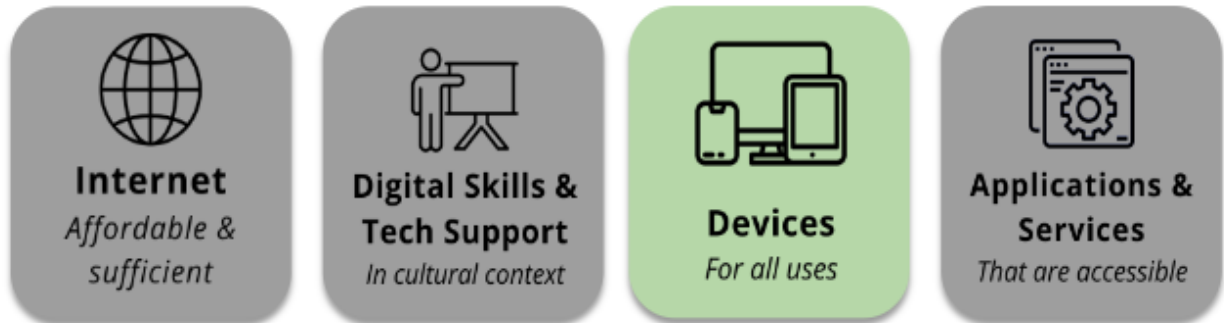 Internet
Affordable &
sufficient
Digital Skills &
Tech Support
In cultural context
Devices
For all uses
Applications &
Services
That are accessible